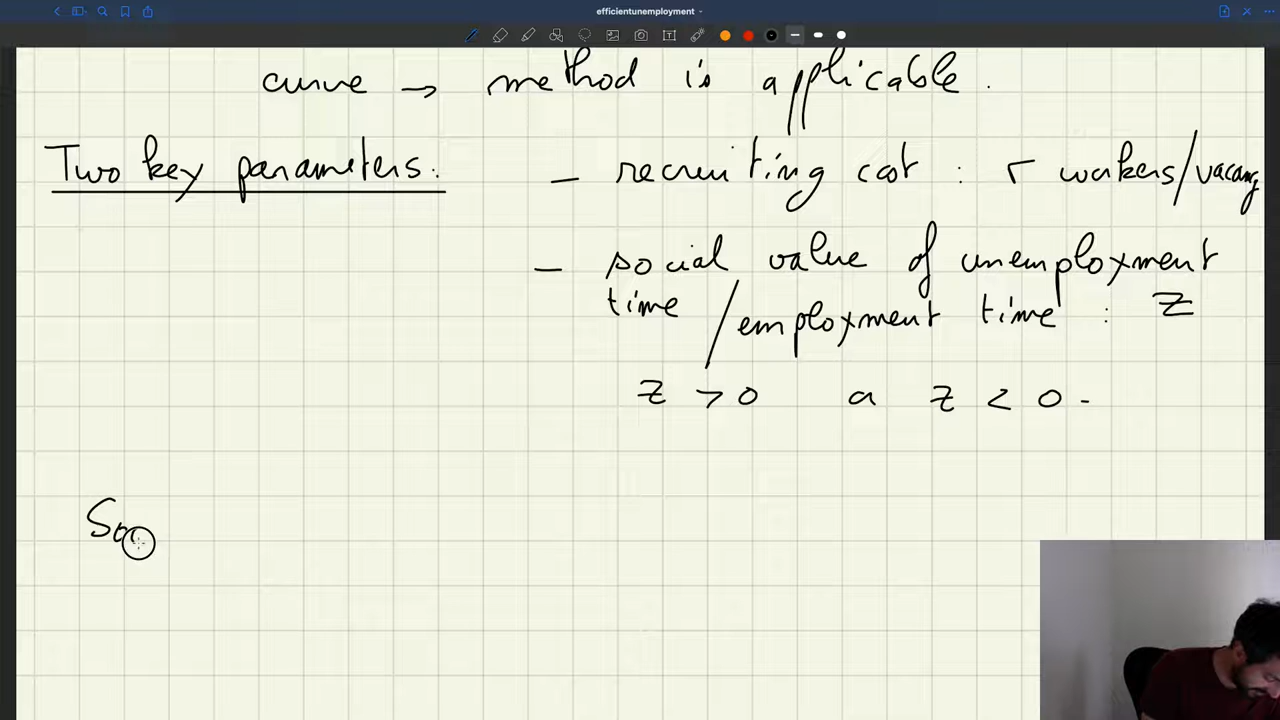 efficientunemployment
curve → method is applicable.
Two key parameters. – recruiting cost : r workers/vacancy
– social value of unemployment
time / employment time : z
z > 0 or z < 0 -
Soc